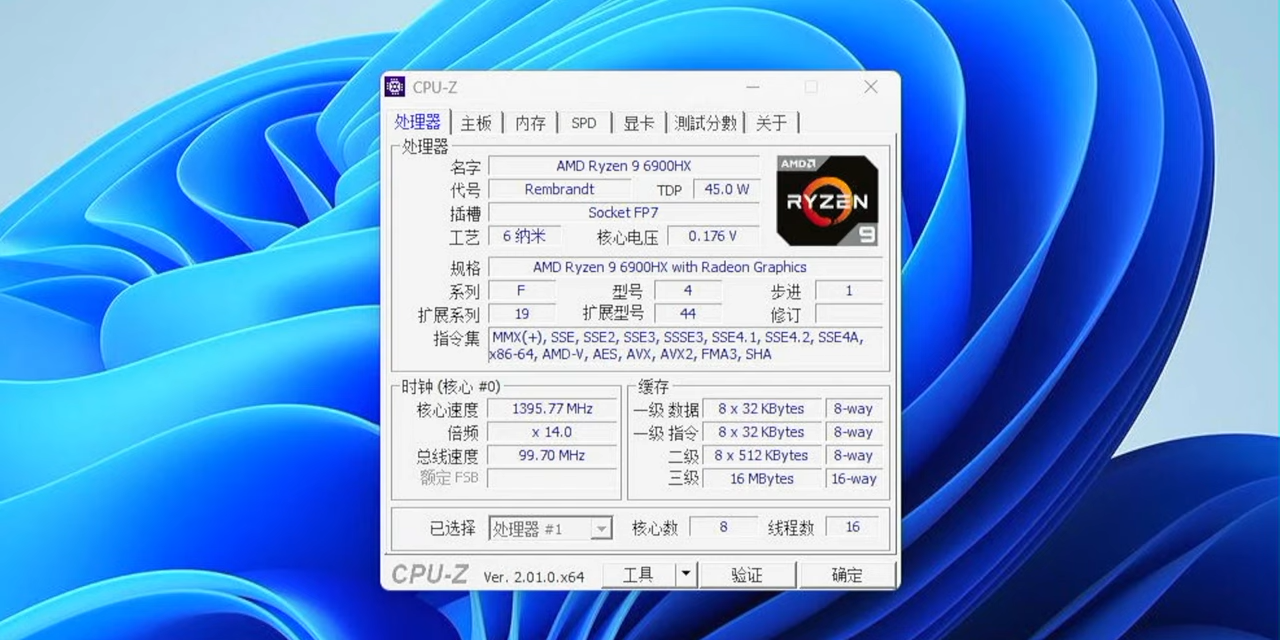 CPU-Z
处理器 主板 内存 SPD 显卡 測試分數 关于
处理器
名字 AMD Ryzen 9 6900HX
代号 Rembrandt TDP 45.0 W
插槽 Socket FP7
工艺 6 纳米 核心电压 0.176 V
AMD
RYZEN
9
规格 AMD Ryzen 9 6900HX with Radeon Graphics
系列 F 型号 4 步进 1
扩展系列 19 扩展型号 44 修订
指令集 MMX(+), SSE, SSE2, SSE3, SSSE3, SSE4.1, SSE4.2, SSE4A,
x86-64, AMD-V, AES, AVX, AVX2, FMA3, SHA
时钟 (核心 #0)
核心速度 1395.77 MHz
倍频 x 14.0
总线速度 99.70 MHz
额定 FSB
缓存
一级 数据 8 x 32 KBytes 8-way
一级 指令 8 x 32 KBytes 8-way
二级 8 x 512 KBytes 8-way
三级 16 MBytes 16-way
已选择 处理器 #1 核心数 8 线程数 16
CPU-Z Ver. 2.01.0.x64 工具 验证 确定